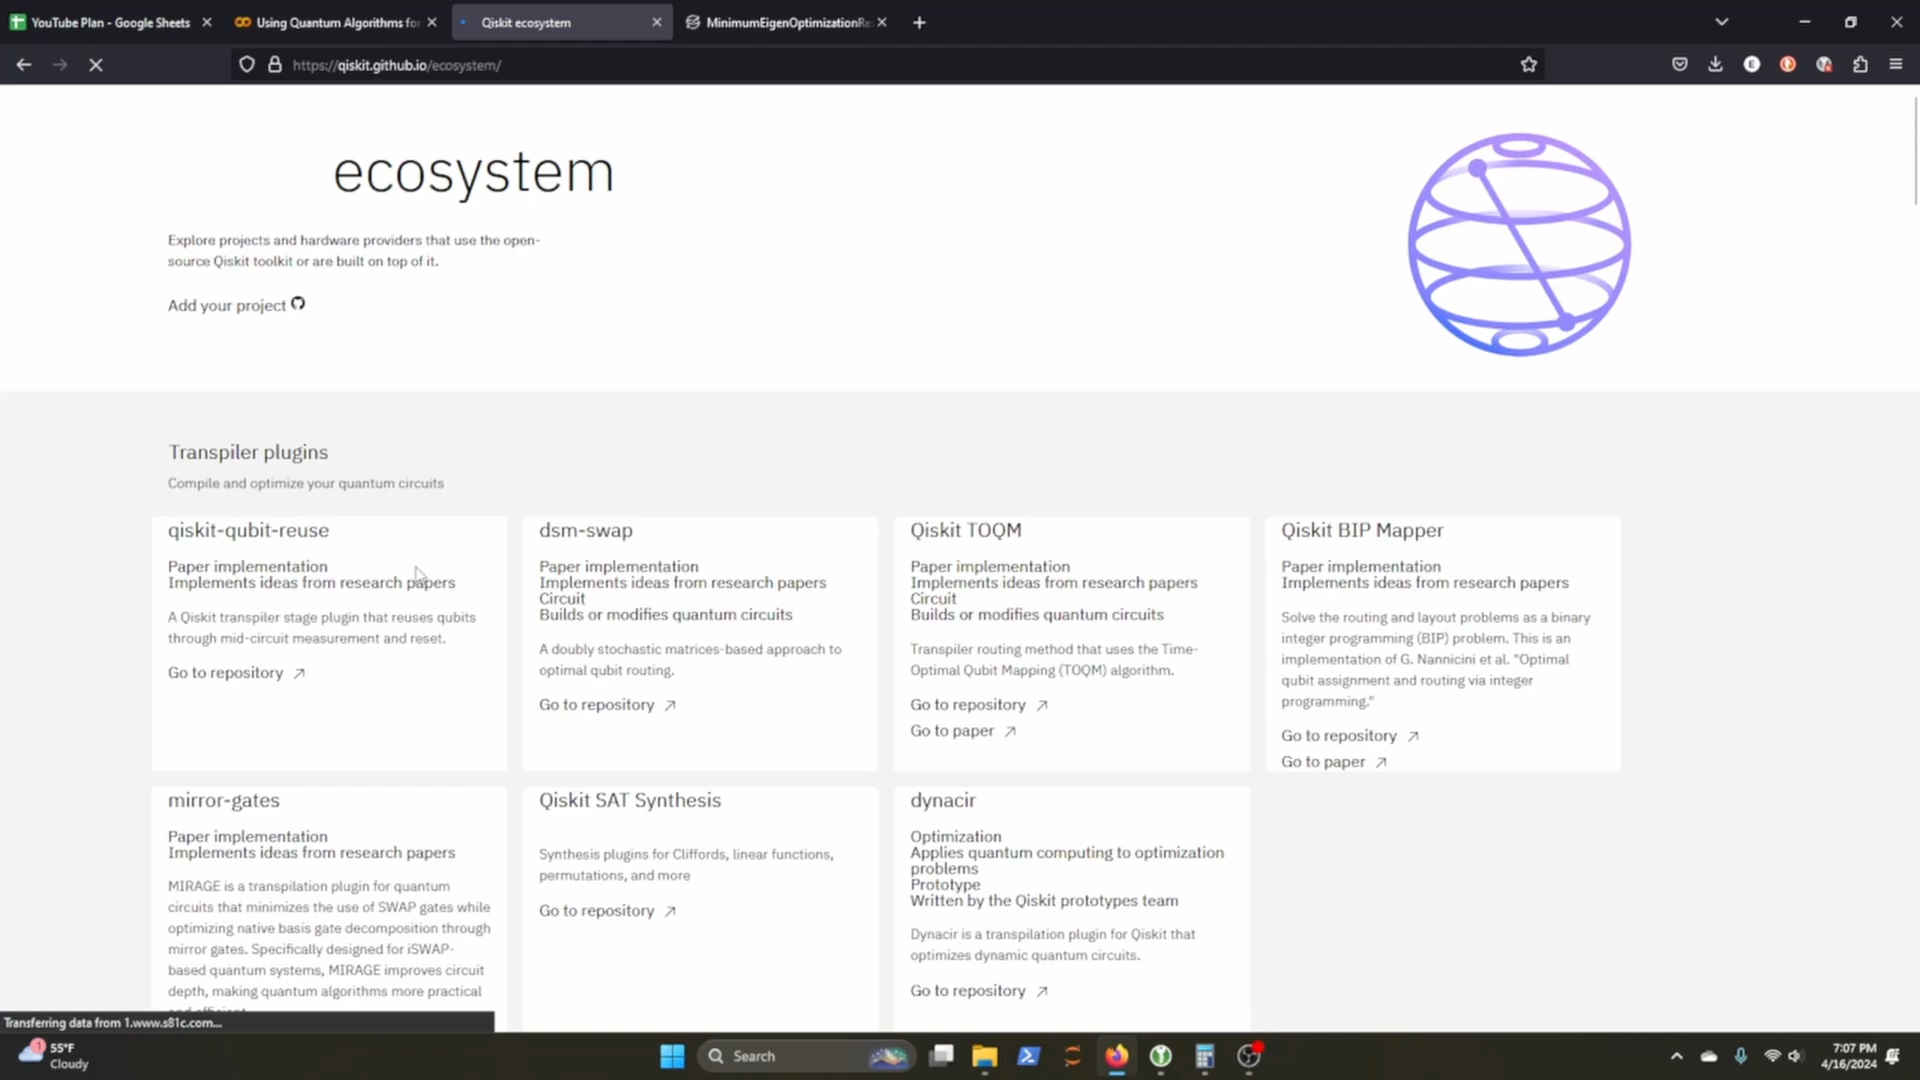 YouTube Plan - Google Sheets
Using Quantum Algorithms for
Qiskit ecosystem
MinimumEigenOptimizationRe
https://qiskit.github.io/ecosystem/
ecosystem
Explore projects and hardware providers that use the open-
source Qiskit toolkit or are built on top of it.
Add your project
Transpiler plugins
Compile and optimize your quantum circuits
qiskit-qubit-reuse
Paper implementation
Implements ideas from research papers
A Qiskit transpiler stage plugin that reuses qubits
through mid-circuit measurement and reset.
Go to repository
dsm-swap
Paper implementation
Implements ideas from research papers
Circuit
Builds or modifies quantum circuits
A doubly stochastic matrices-based approach to
optimal qubit routing.
Go to repository
Qiskit TOQM
Paper implementation
Implements ideas from research papers
Circuit
Builds or modifies quantum circuits
Transpiler routing method that uses the Time-
Optimal Qubit Mapping (TOQM) algorithm.
Go to repository
Go to paper
Qiskit BIP Mapper
Paper implementation
Implements ideas from research papers
Solve the routing and layout problems as a binary
integer programming (BIP) problem. This is an
implementation of G. Nannicini et al. "Optimal
qubit assignment and routing via integer
programming."
Go to repository
Go to paper
mirror-gates
Paper implementation
Implements ideas from research papers
MIRAGE is a transpilation plugin for quantum
circuits that minimizes the use of SWAP gates while
optimizing native basis gate decomposition through
mirror gates. Specifically designed for iSWAP-
based quantum systems, MIRAGE improves circuit
depth, making quantum algorithms more practical
and efficient.
Qiskit SAT Synthesis
Synthesis plugins for Cliffords, linear functions,
permutations, and more
Go to repository
dynacir
Optimization
Applies quantum computing to optimization
problems
Prototype
Written by the Qiskit prototypes team
Dynacir is a transpilation plugin for Qiskit that
optimizes dynamic quantum circuits.
Go to repository
Transferring data from 1.www.s81c.com...
1
55°F
Cloudy
Search
7:07 PM
4/16/2024